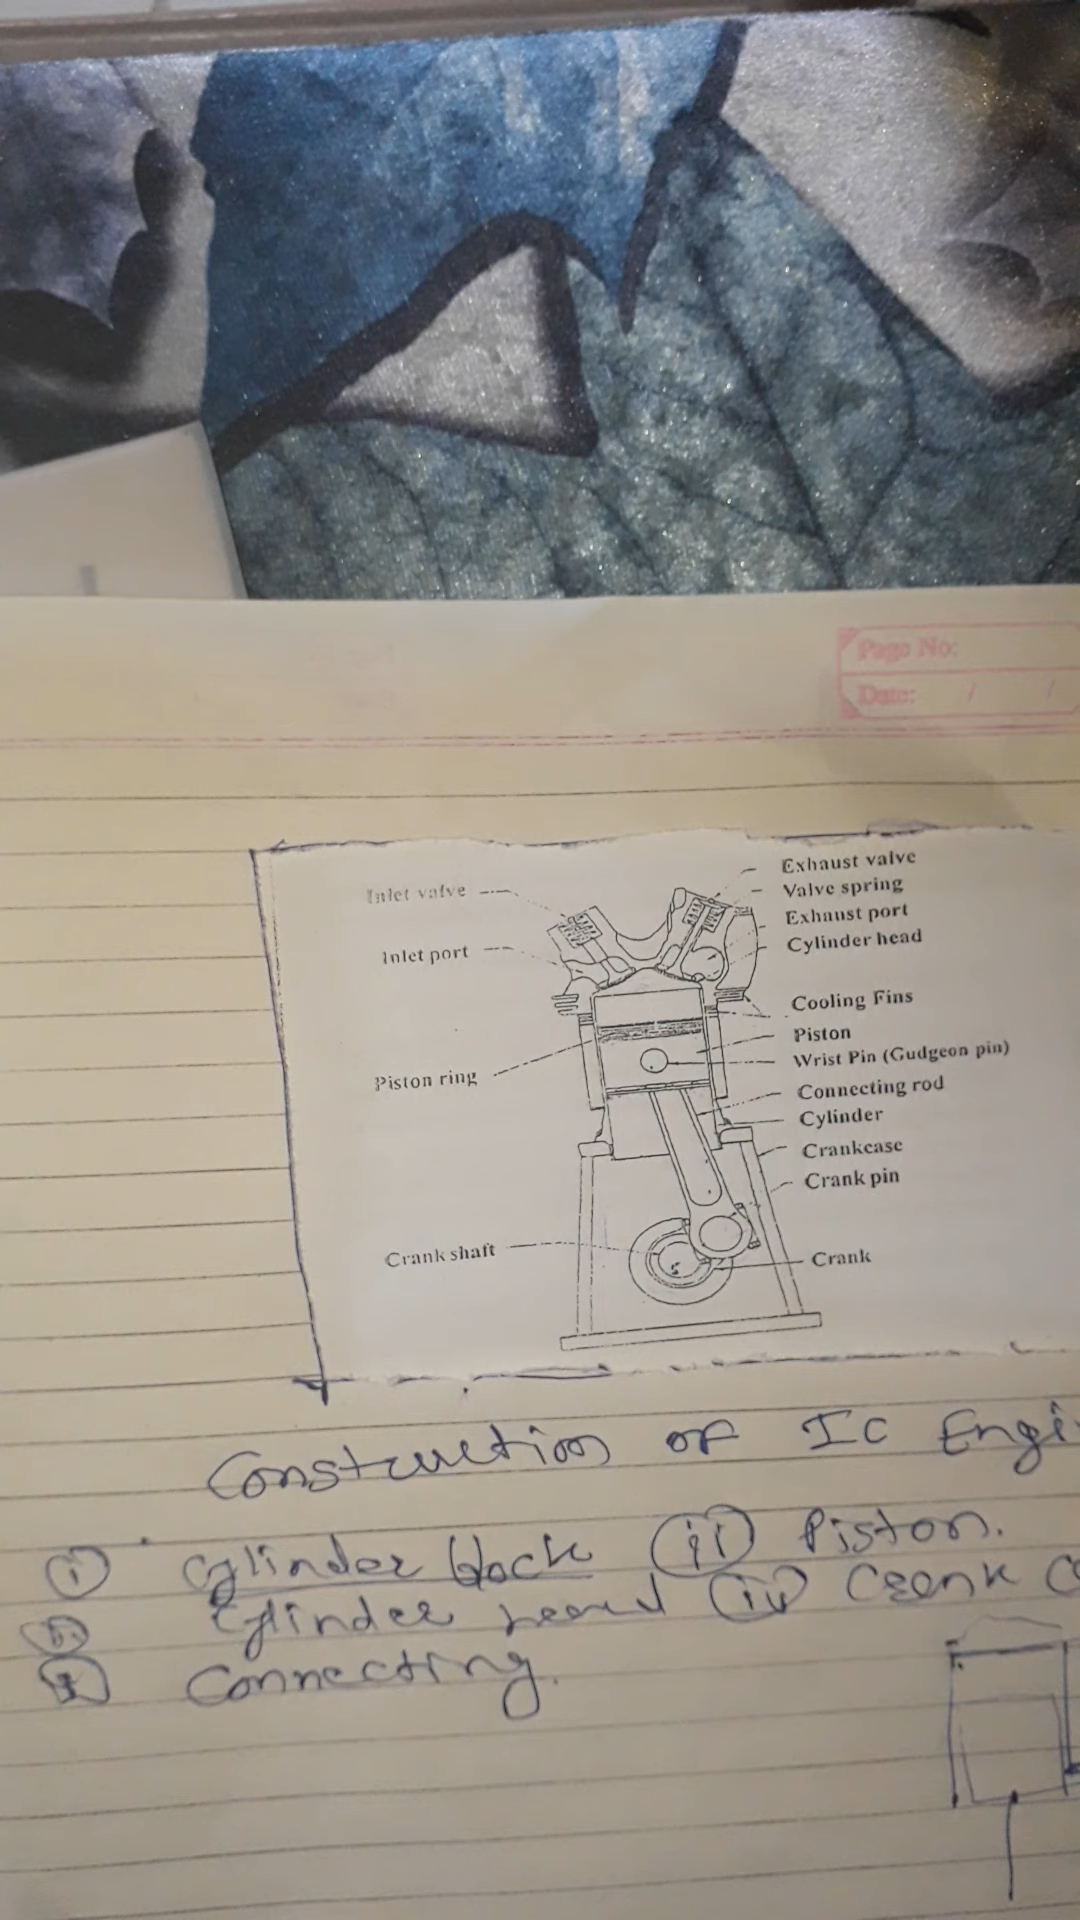 Page No:
Date: / /
Exhaust valve
Inlet valve
Valve spring
Exhaust port
Inlet port
Cylinder head
Cooling Fins
Piston
Wrist Pin (Gudgeon pin)
Piston ring
Connecting rod
Cylinder
Crankcase
Crank pin
Crank shaft
Crank
Construction of IC Engi
(i) Cylinder block (ii) Piston.
Cylinder head (iv) Crank C
Connecting.